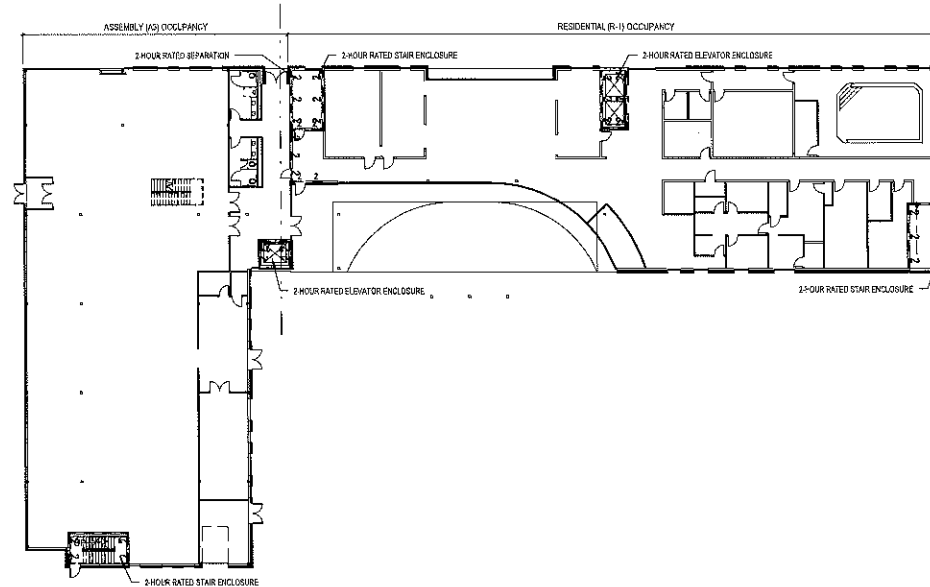 ASSEMBLY (A3) OCCUPANCY
RESIDENTIAL (R-1) OCCUPANCY
2-HOUR RATED SEPARATION
2-HOUR RATED STAIR ENCLOSURE
2-HOUR RATED ELEVATOR ENCLOSURE
2-HOUR RATED ELEVATOR ENCLOSURE
2-HOUR RATED STAIR ENCLOSURE
2-HOUR RATED STAIR ENCLOSURE